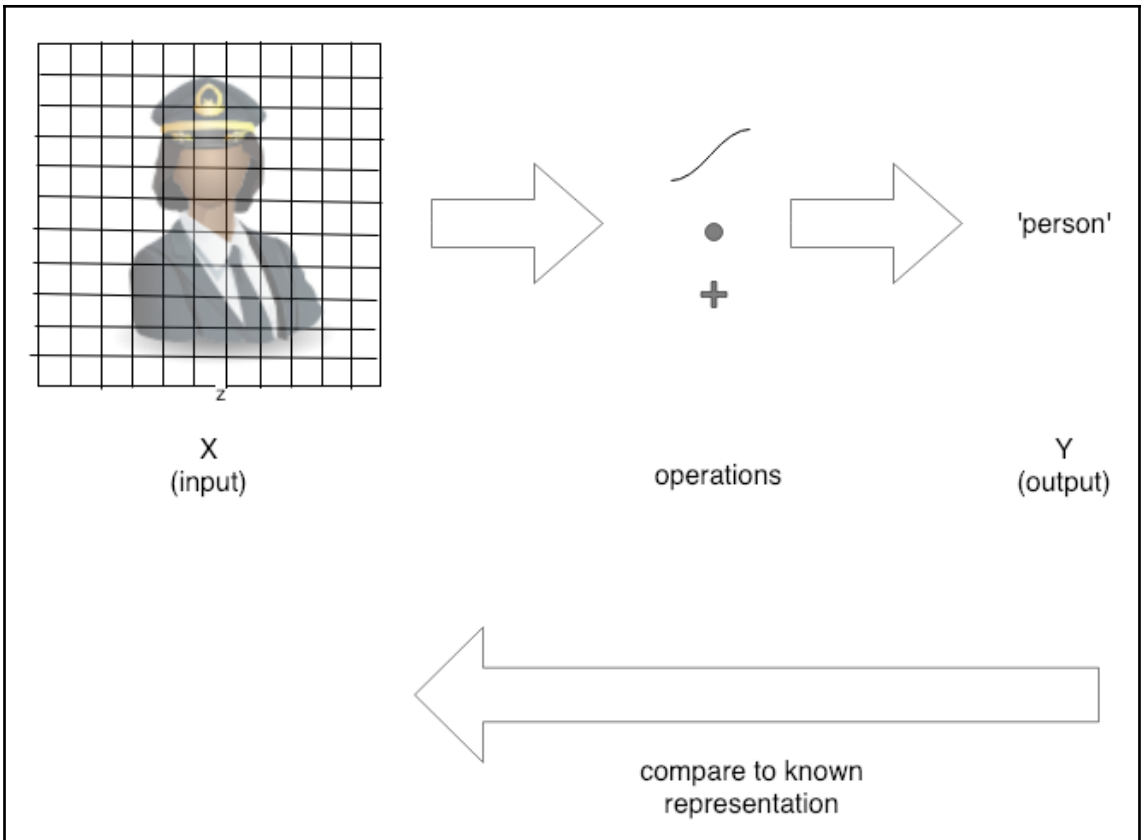 'person'
z
X
(input)
operations
Y
(output)
compare to known
representation